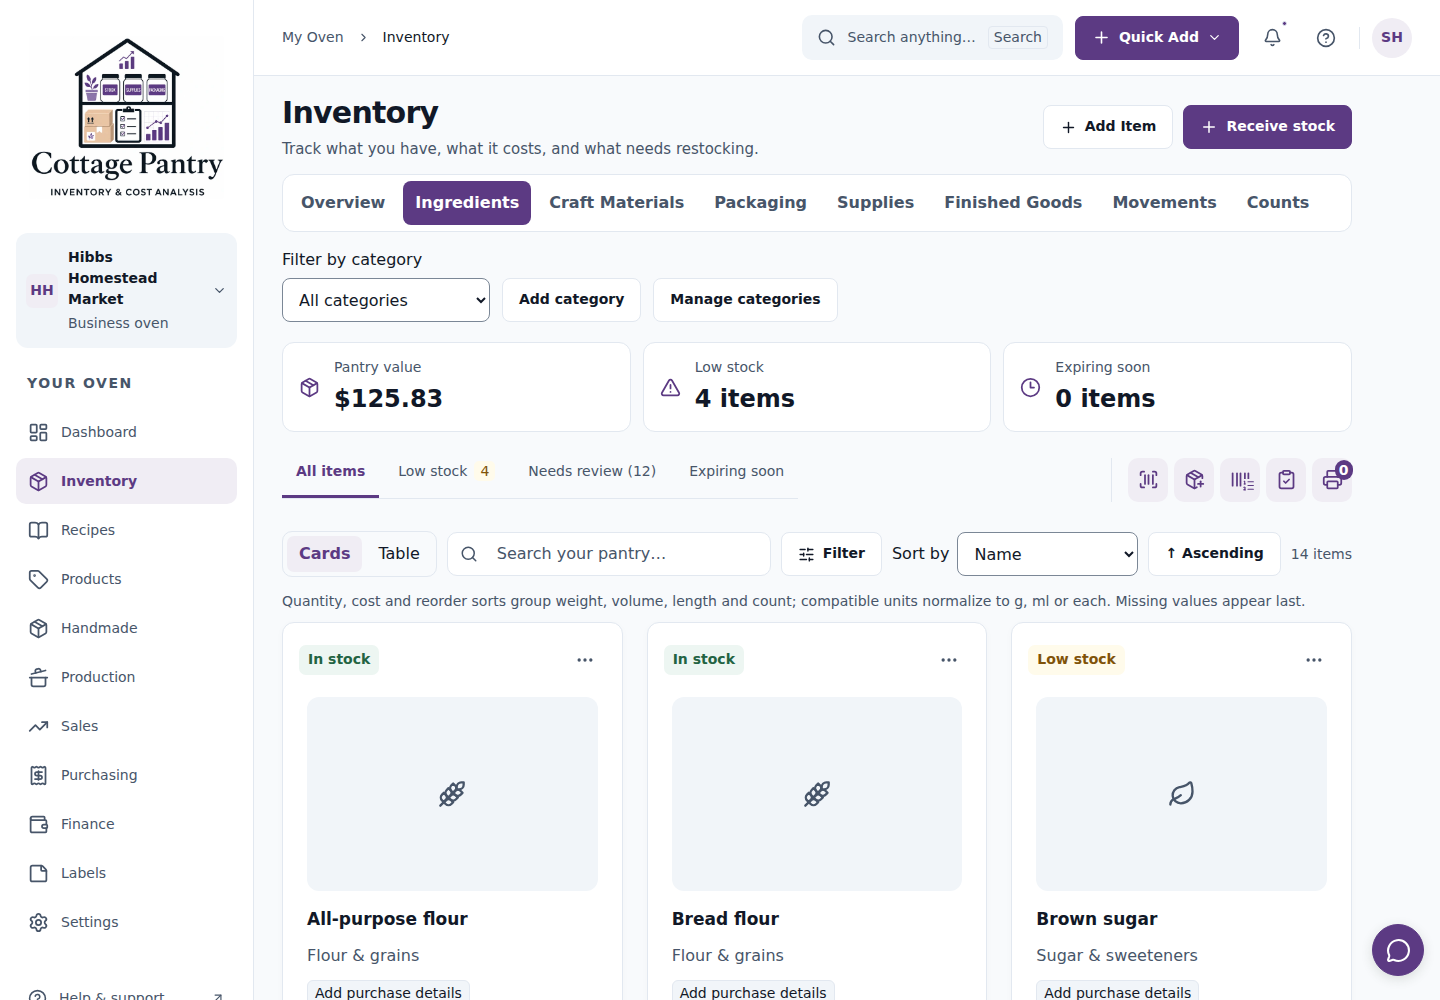 Cottage Pantry
INVENTORY & COST ANALYSIS
HH
Hibbs
Homestead
Market
Business oven
YOUR OVEN
Dashboard
Inventory
Recipes
Products
Handmade
Production
Sales
Purchasing
Finance
Labels
Settings
Help & support
My Oven > Inventory
Search anything... Search
+ Quick Add
SH
Inventory
Track what you have, what it costs, and what needs restocking.
+ Add Item
+ Receive stock
Overview Ingredients Craft Materials Packaging Supplies Finished Goods Movements Counts
Filter by category
All categories Add category Manage categories
Pantry value
$125.83
Low stock
4 items
Expiring soon
0 items
All items Low stock 4 Needs review (12) Expiring soon
0
Cards Table Search your pantry... Filter Sort by Name ↑ Ascending 14 items
Quantity, cost and reorder sorts group weight, volume, length and count; compatible units normalize to g, ml or each. Missing values appear last.
In stock
All-purpose flour
Flour & grains
Add purchase details
In stock
Bread flour
Flour & grains
Add purchase details
Low stock
Brown sugar
Sugar & sweeteners
Add purchase details